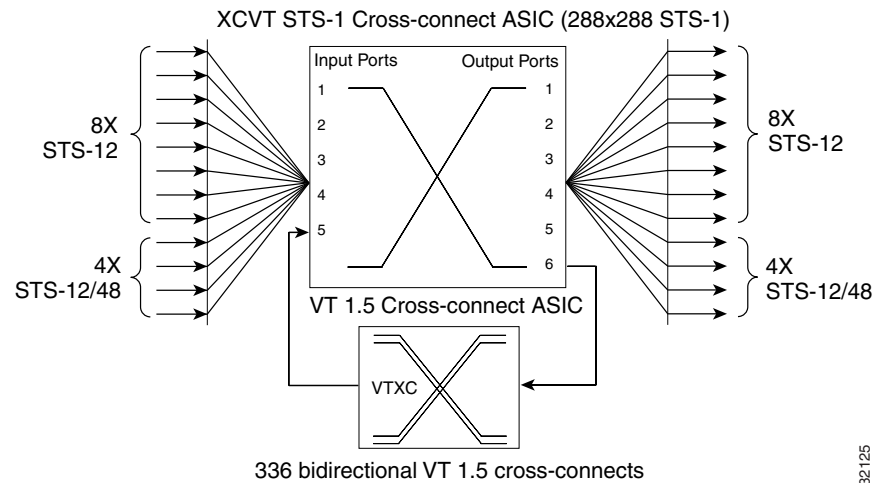 XCVT STS-1 Cross-connect ASIC (288x288 STS-1)
Input Ports
Output Ports
1
2
3
4
5
1
2
3
4
5
6
8X
STS-12
4X
STS-12/48
8X
STS-12
4X
STS-12/48
VT 1.5 Cross-connect ASIC
VTXC
336 bidirectional VT 1.5 cross-connects
32125